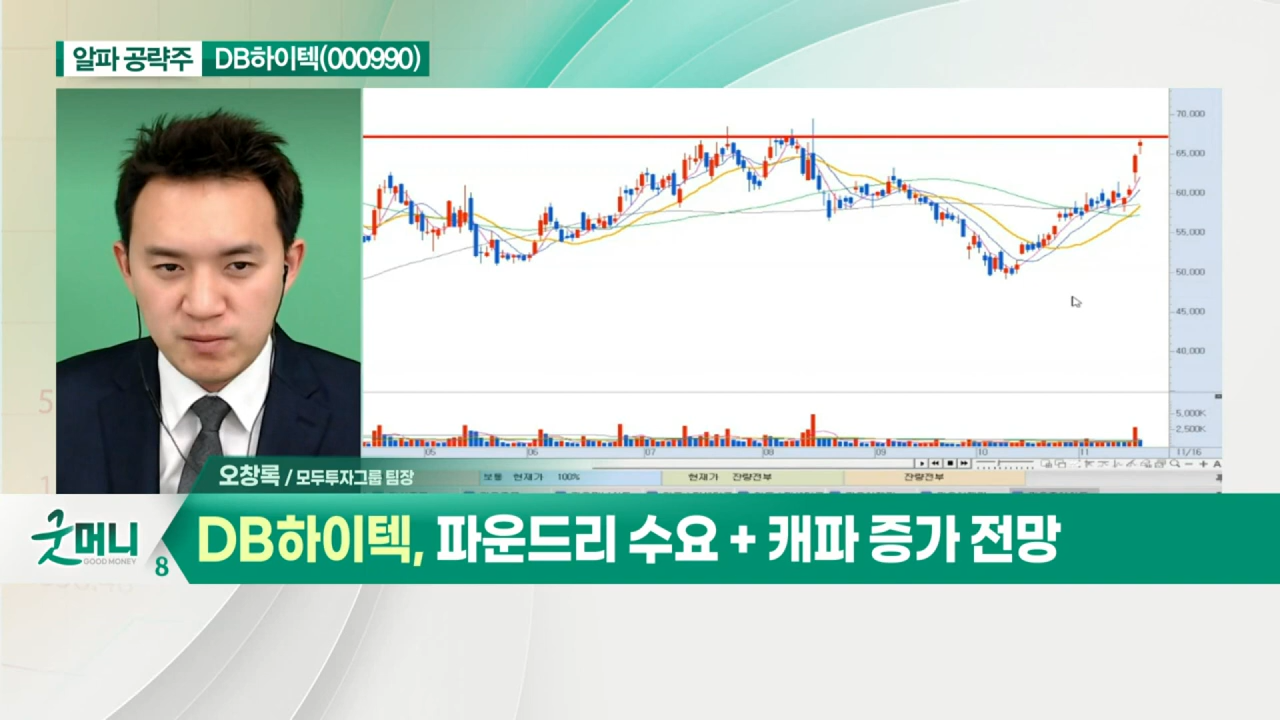 알파 공략주 DB하이텍(000990)
70,000
65,000
60,000
55,000
50,000
45,000
40,000
5,000K
2,500K
05 06 07 08 09 10 11 11/16
보통 현재가 100% 현재가 잔량전부 잔량전부
오창록 / 모두투자그룹 팀장
굿머니
GOOD MONEY
8
DB하이텍, 파운드리 수요 + 캐파 증가 전망